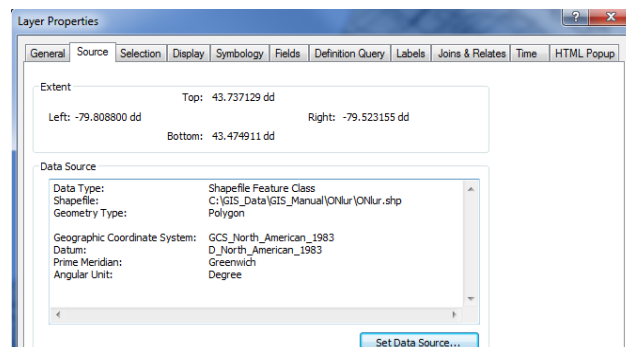 Layer Properties
General Source Selection Display Symbology Fields Definition Query Labels Joins & Relates Time HTML Popup
Extent
Top: 43.737129 dd
Left: -79.808800 dd Right: -79.523155 dd
Bottom: 43.474911 dd
Data Source
Data Type: Shapefile Feature Class
Shapefile: C:\GIS_Data\GIS_Manual\ONlur\ONlur.shp
Geometry Type: Polygon
Geographic Coordinate System: GCS_North_American_1983
Datum: D_North_American_1983
Prime Meridian: Greenwich
Angular Unit: Degree
Set Data Source...